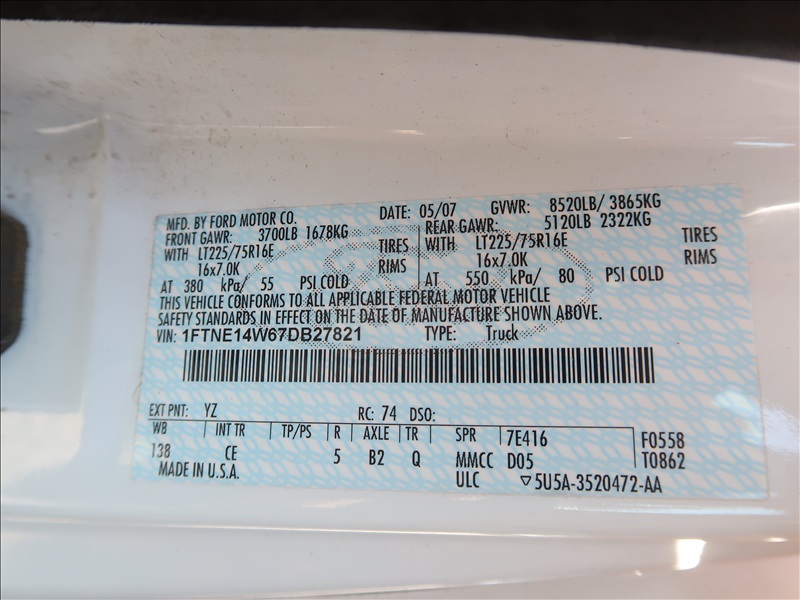 MFD. BY FORD MOTOR CO. DATE: 05/07 GVWR: 8520LB/ 3865KG
FRONT GAWR: 3700LB 1678KG REAR GAWR: 5120LB 2322KG
WITH LT225/75R16E TIRES WITH LT225/75R16E TIRES
16x7.0K RIMS 16x7.0K RIMS
AT 380 kPa/ 55 PSI COLD AT 550 kPa/ 80 PSI COLD
THIS VEHICLE CONFORMS TO ALL APPLICABLE FEDERAL MOTOR VEHICLE
SAFETY STANDARDS IN EFFECT ON THE DATE OF MANUFACTURE SHOWN ABOVE.
VIN: 1FTNE14W67DB27821 TYPE: Truck
EXT PNT: YZ RC: 74 DSO:
WB INT TR TP/PS R AXLE TR SPR 7E416 F0558
138 CE 5 B2 Q MMCC D05 T0862
MADE IN U.S.A. ULC ▽5U5A-3520472-AA